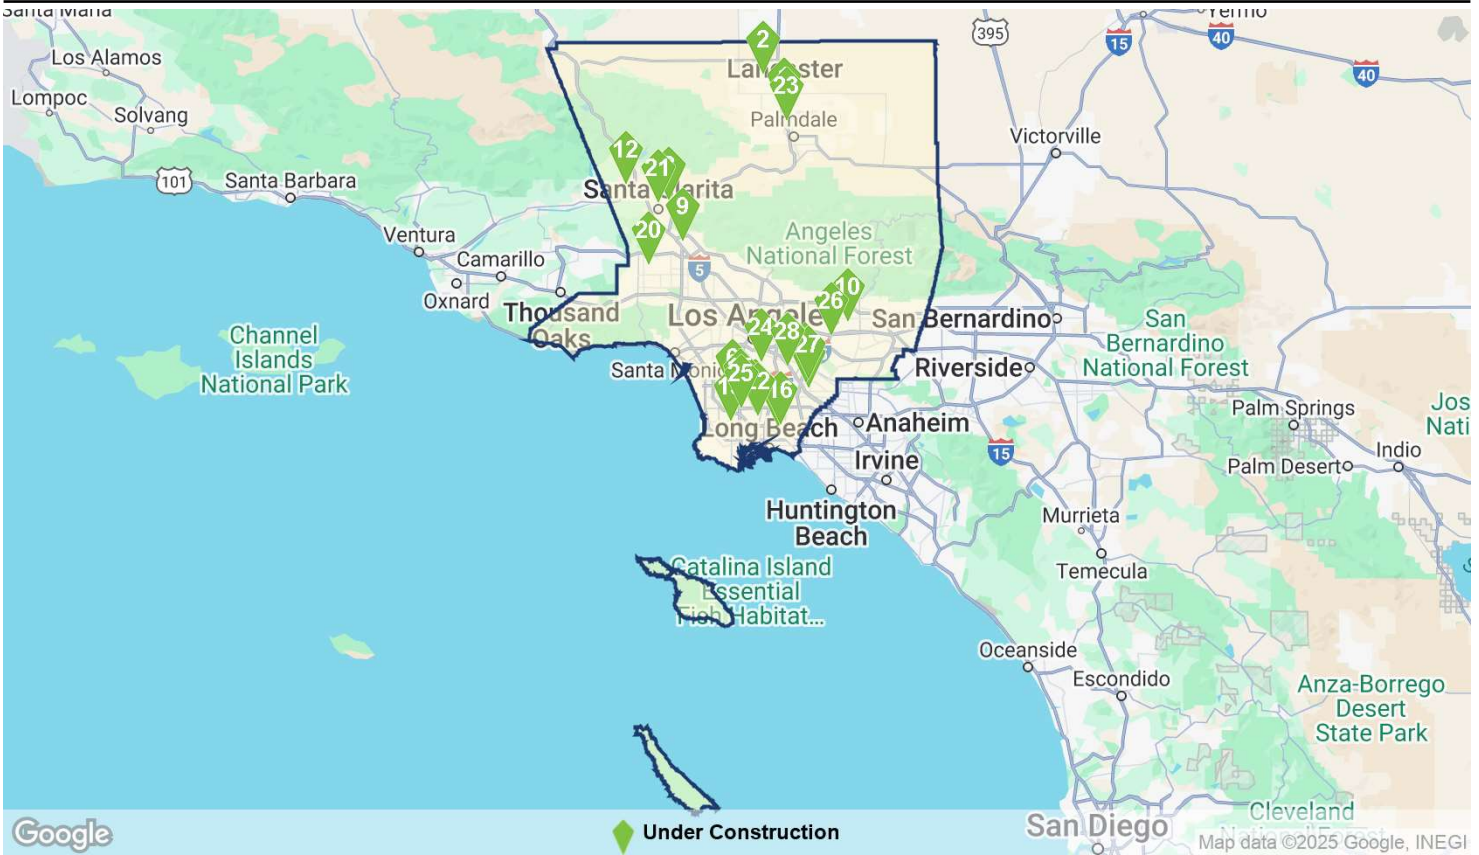 Santa Maria
Yermo
395
15
40
Los Alamos
40
2
Lancaster
23
Lompoc
Solvang
Palmdale
Victorville
12
21
101
Santa Barbara
Santa Clarita
9
20
Ventura
Angeles
National Forest
Camarillo
5
Oxnard
10
26
Thousand
Oaks
Los Angeles
24
28
27
San Bernardino
San
Bernardino
National Forest
Channel
Islands
National Park
Santa Monica
Riverside
25
16
Palm Springs
Long Beach
Anaheim
15
Indio
Irvine
Palm Desert
Huntington
Beach
Murrieta
Temecula
Catalina Island
Essential
Fish Habitat...
Oceanside
Escondido
Anza-Borrego
Desert
State Park
Cleveland
National Forest
San Diego
Google
Under Construction
Map data ©2025 Google, INEGI